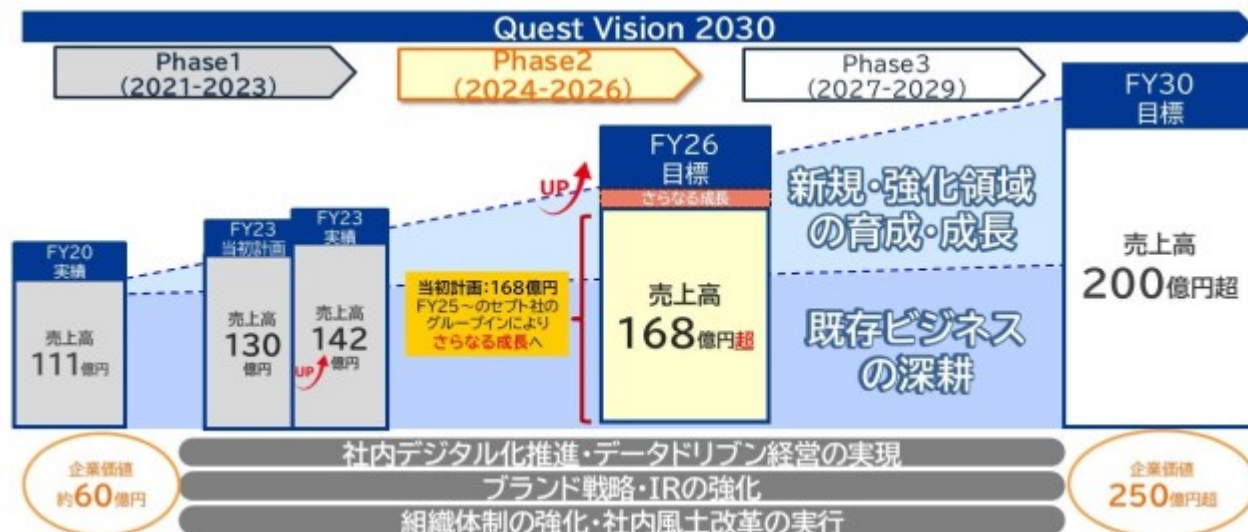 Quest Vision 2030
Phase1
(2021-2023)
Phase2
(2024-2026)
Phase3
(2027-2029)
FY20
実績
売上高
111億円
FY23
当初計画
売上高
130
億円
FY23
実績
売上高
142
億円
UP
当初計画:168億円
FY25~のセプト社の
グループインにより
さらなる成長へ
UP
FY26
目標
さらなる成長
売上高
168億円超
新規・強化領域
の育成・成長
既存ビジネス
の深耕
FY30
目標
売上高
200億円超
企業価値
約60億円
社内デジタル化推進・データドリブン経営の実現
ブランド戦略・IRの強化
組織体制の強化・社内風土改革の実行
企業価値
250億円超